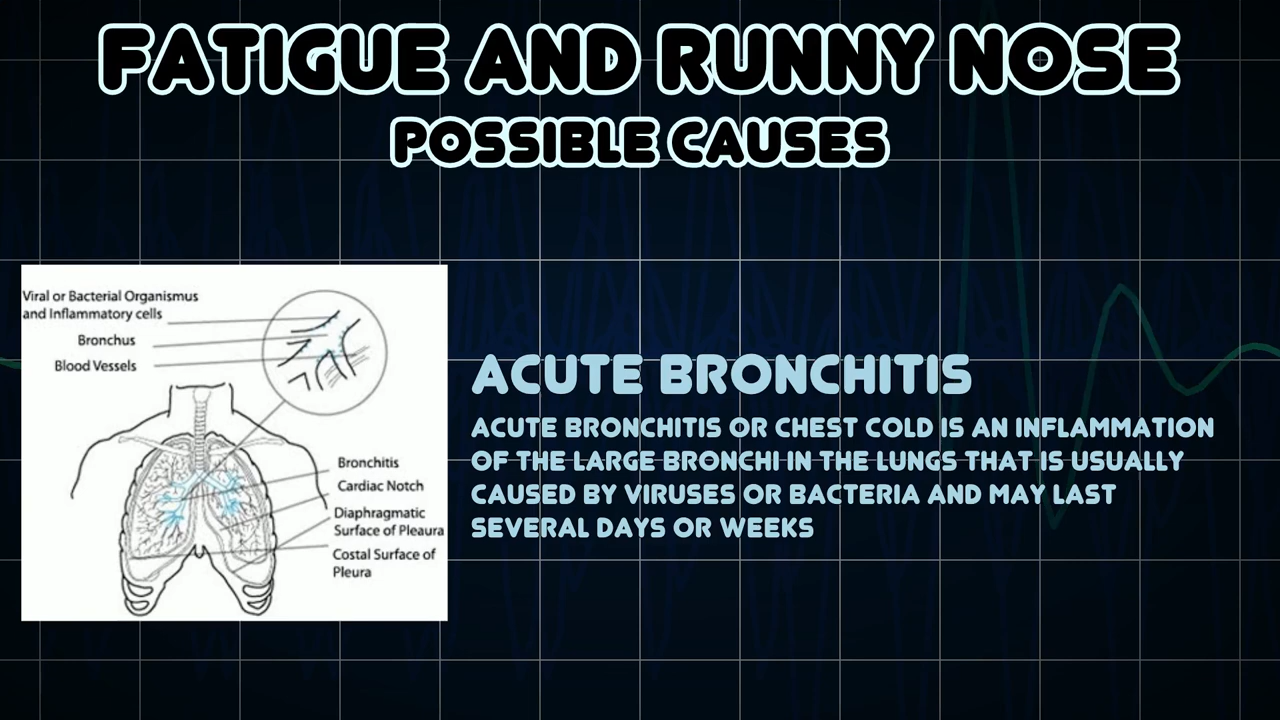 FATIGUE AND RUNNY NOSE
POSSIBLE CAUSES
Viral or Bacterial Organismus
and Inflammatory cells
Bronchus
Blood Vessels
Bronchitis
Cardiac Notch
Diaphragmatic
Surface of Pleaura
Costal Surface of
Pleura
ACUTE BRONCHITIS
ACUTE BRONCHITIS OR CHEST COLD IS AN INFLAMMATION
OF THE LARGE BRONCHI IN THE LUNGS THAT IS USUALLY
CAUSED BY VIRUSES OR BACTERIA AND MAY LAST
SEVERAL DAYS OR WEEKS